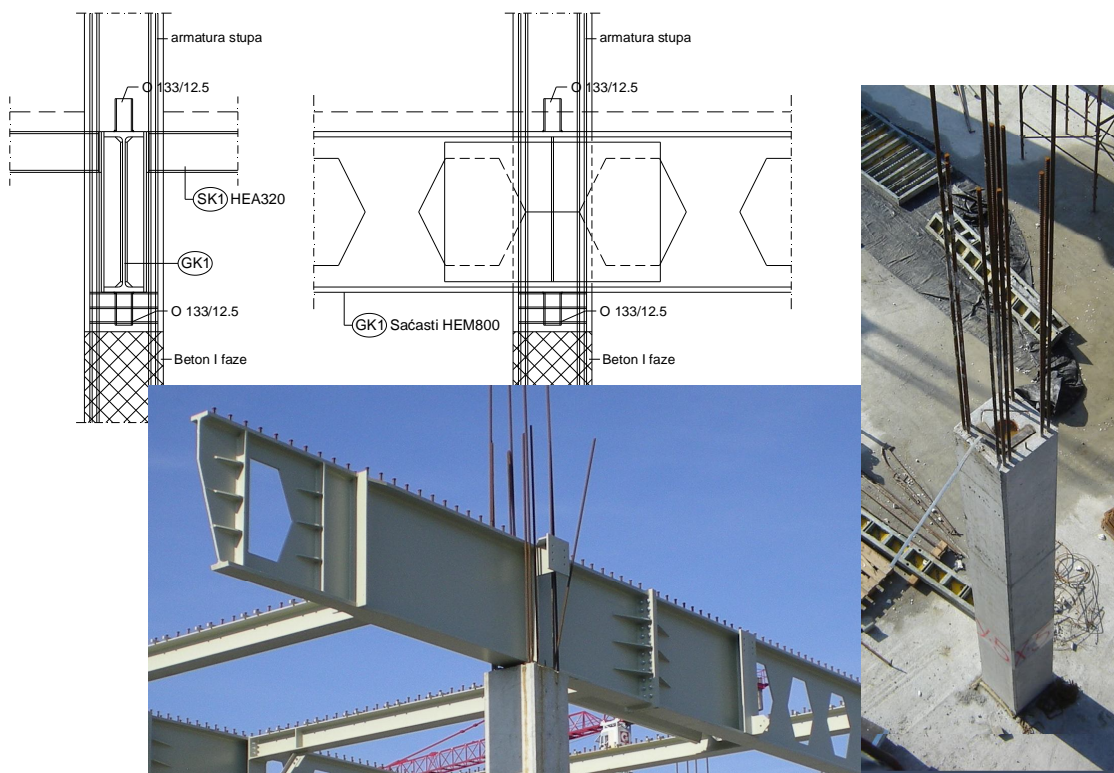 armatura stupa
O 133/12.5
SK1 HEA320
GK1
O 133/12.5
Beton I faze
armatura stupa
O 133/12.5
GK1 Saćasti HEM800
O 133/12.5
Beton I faze